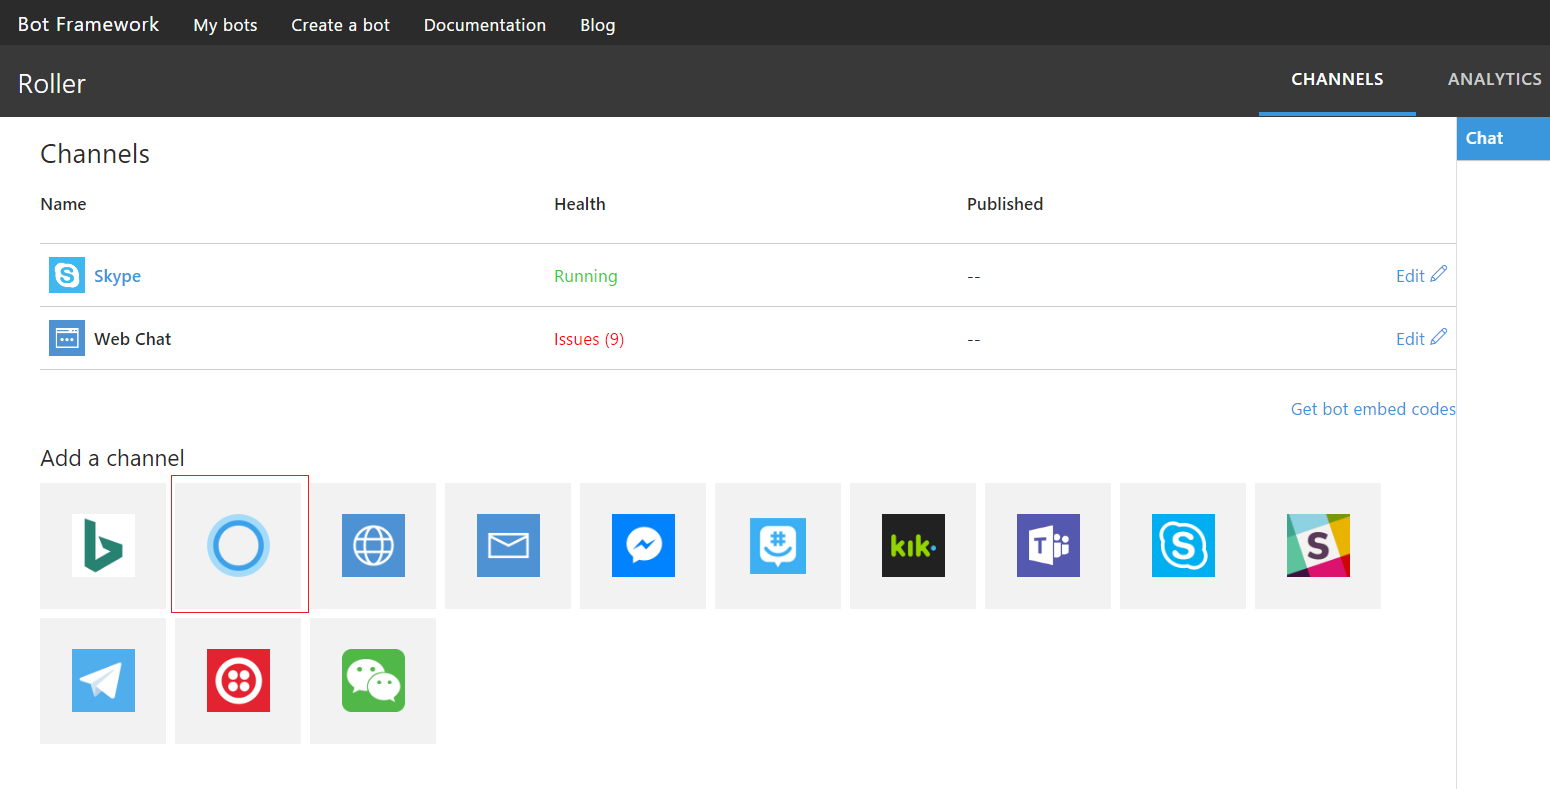 Bot Framework My bots Create a bot Documentation Blog
Roller CHANNELS ANALYTICS
Chat
Channels
Name Health Published
Skype Running -- Edit
Web Chat Issues (9) -- Edit
Get bot embed codes
Add a channel
kik.
T
S
S